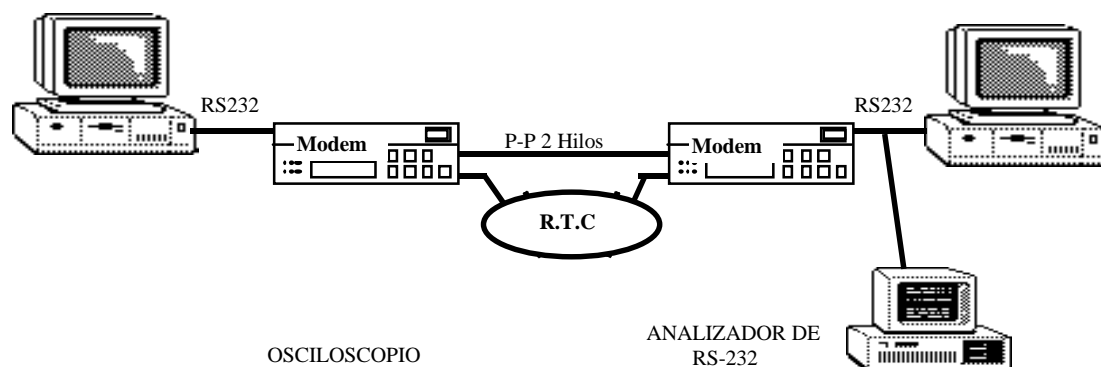 RS232
RS232
Modem
P-P 2 Hilos
Modem
R.T.C
OSCILOSCOPIO
ANALIZADOR DE
RS-232